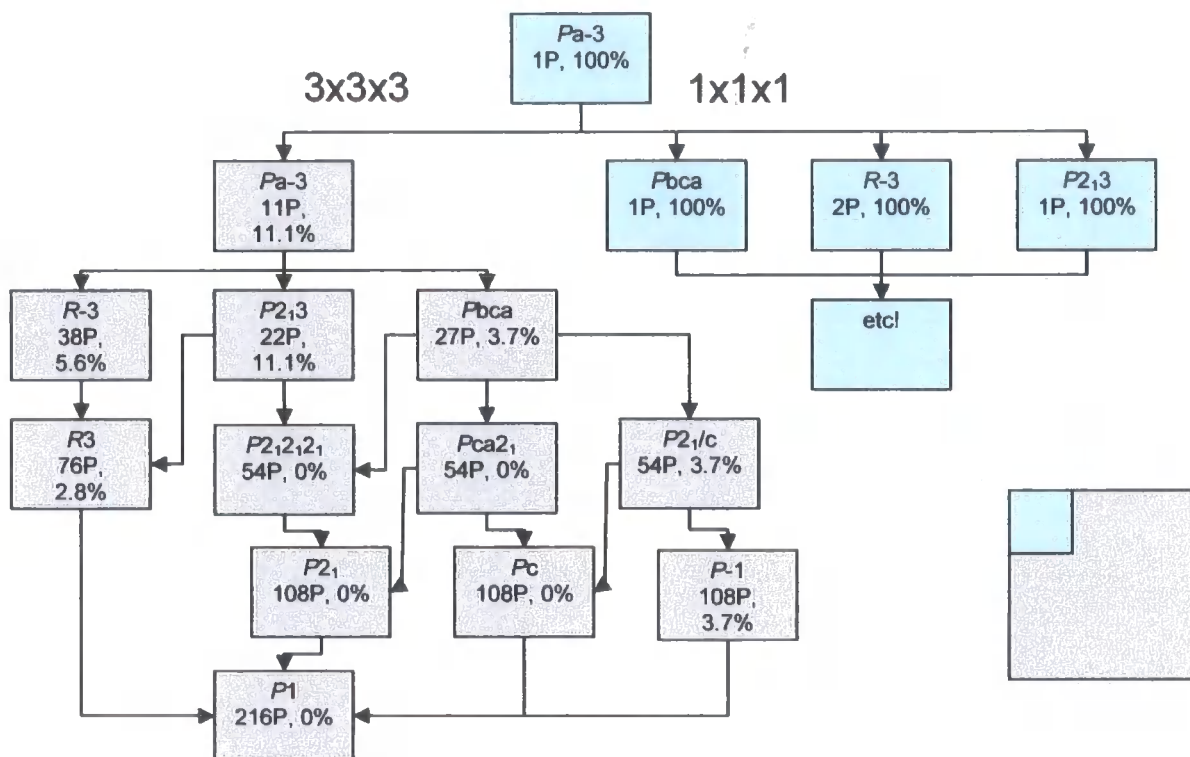 Pa-3
1P, 100%
3x3x3
1x1x1
Pa-3
11P,
11.1%
Pbca
1P, 100%
R-3
2P, 100%
P2₁3
1P, 100%
R-3
38P,
5.6%
P2₁3
22P,
11.1%
Pbca
27P, 3.7%
etc!
R3
76P,
2.8%
P2₁2₁2₁
54P, 0%
Pca2₁
54P, 0%
P2₁/c
54P, 3.7%
P2₁
108P, 0%
Pc
108P, 0%
P-1
108P,
3.7%
P1
216P, 0%